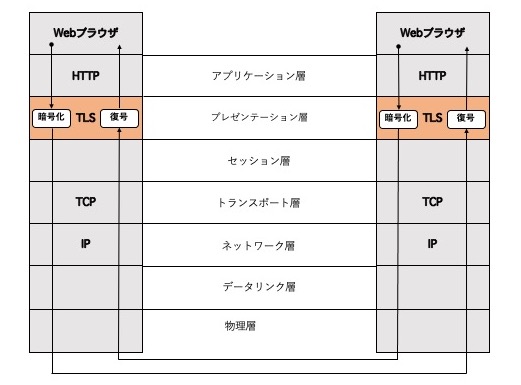 Webブラウザ
Webブラウザ
HTTP
アプリケーション層
HTTP
暗号化
TLS
復号
プレゼンテーション層
暗号化
TLS
復号
セッション層
TCP
トランスポート層
TCP
IP
ネットワーク層
IP
データリンク層
物理層